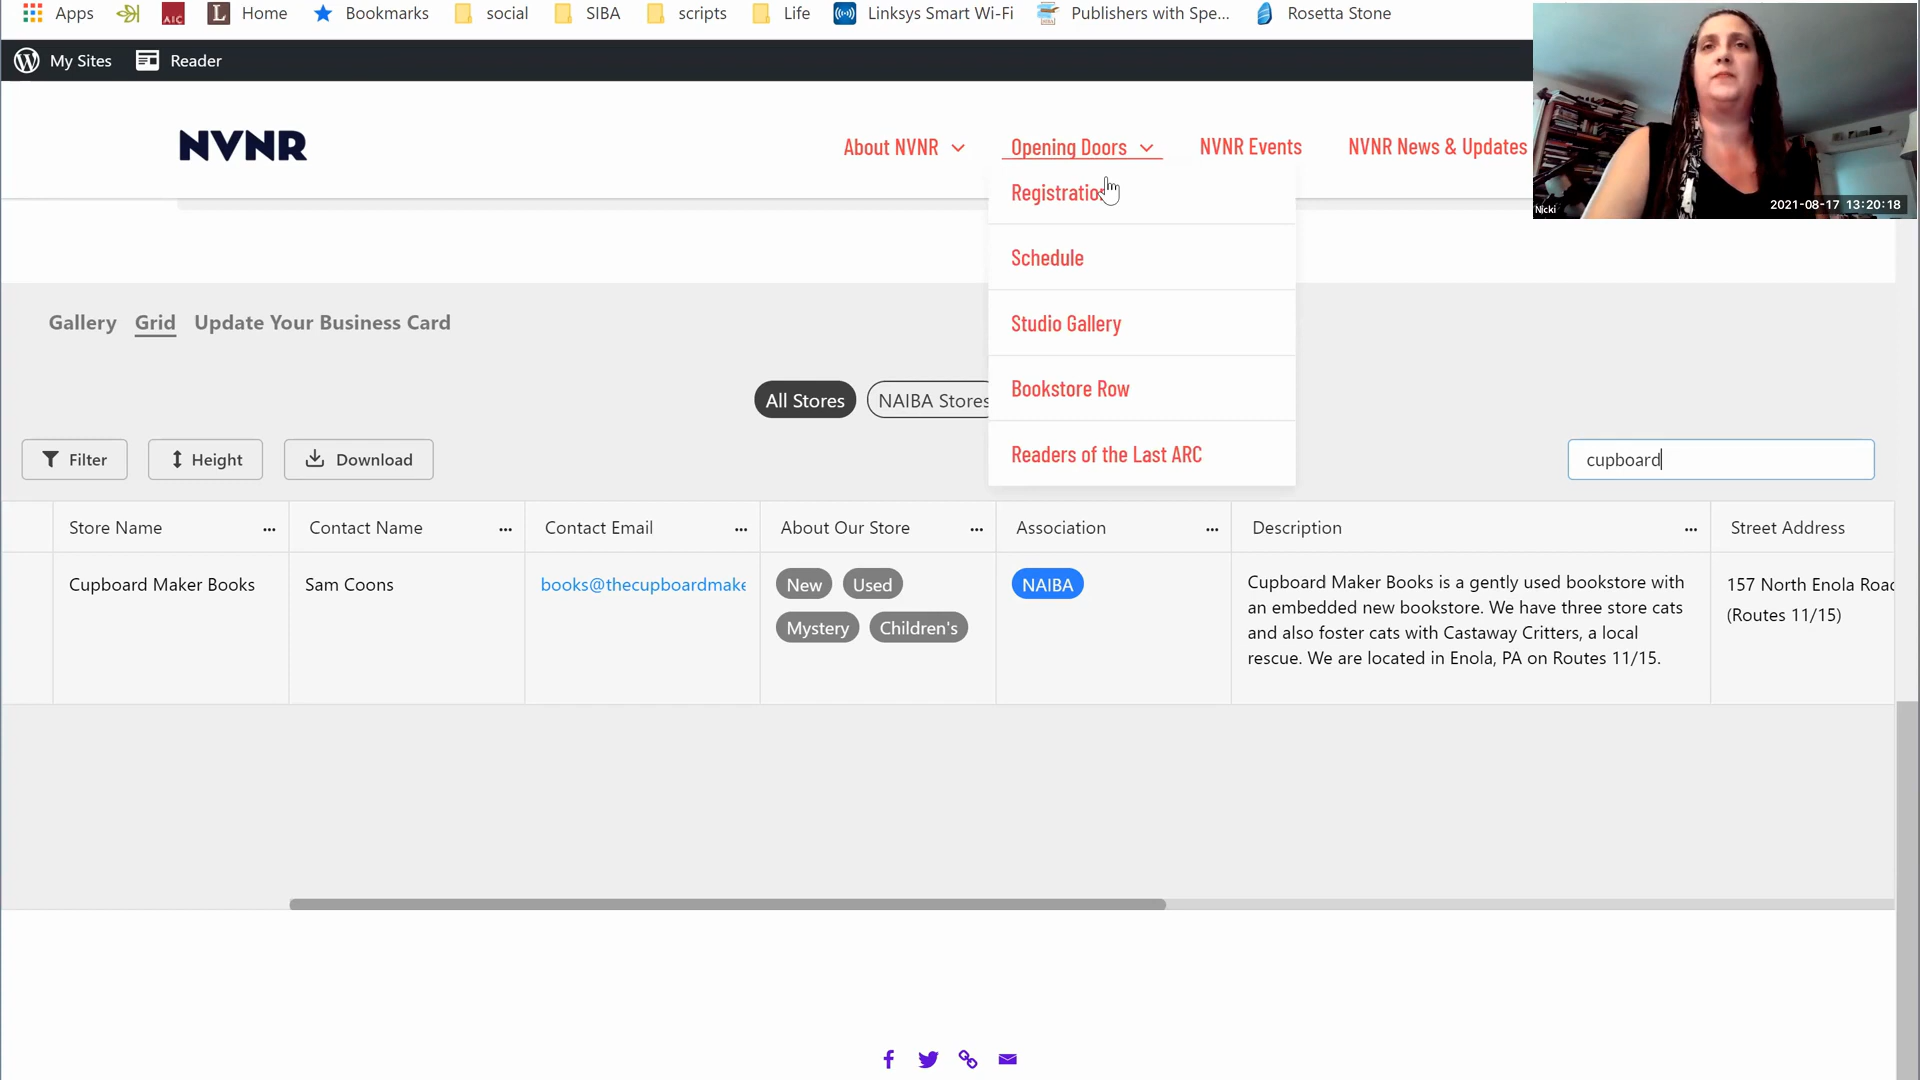 Apps
AIC
L
Home
Bookmarks
social
SIBA
scripts
Life
Linksys Smart Wi-Fi
Publishers with Spe...
Rosetta Stone
My Sites
Reader
NVNR
About NVNR
Opening Doors
NVNR Events
NVNR News & Updates
Registration
Schedule
Studio Gallery
Bookstore Row
Readers of the Last ARC
Nicki
2021-08-17 13:20:18
Gallery
Grid
Update Your Business Card
All Stores
NAIBA Stores
Filter
Height
Download
cupboard
Store Name ...
Contact Name ...
Contact Email ...
About Our Store ...
Association ...
Description ...
Street Address
Cupboard Maker Books
Sam Coons
books@thecupboardmake
New
Used
Mystery
Children's
NAIBA
Cupboard Maker Books is a gently used bookstore with
an embedded new bookstore. We have three store cats
and also foster cats with Castaway Critters, a local
rescue. We are located in Enola, PA on Routes 11/15.
157 North Enola Road
(Routes 11/15)